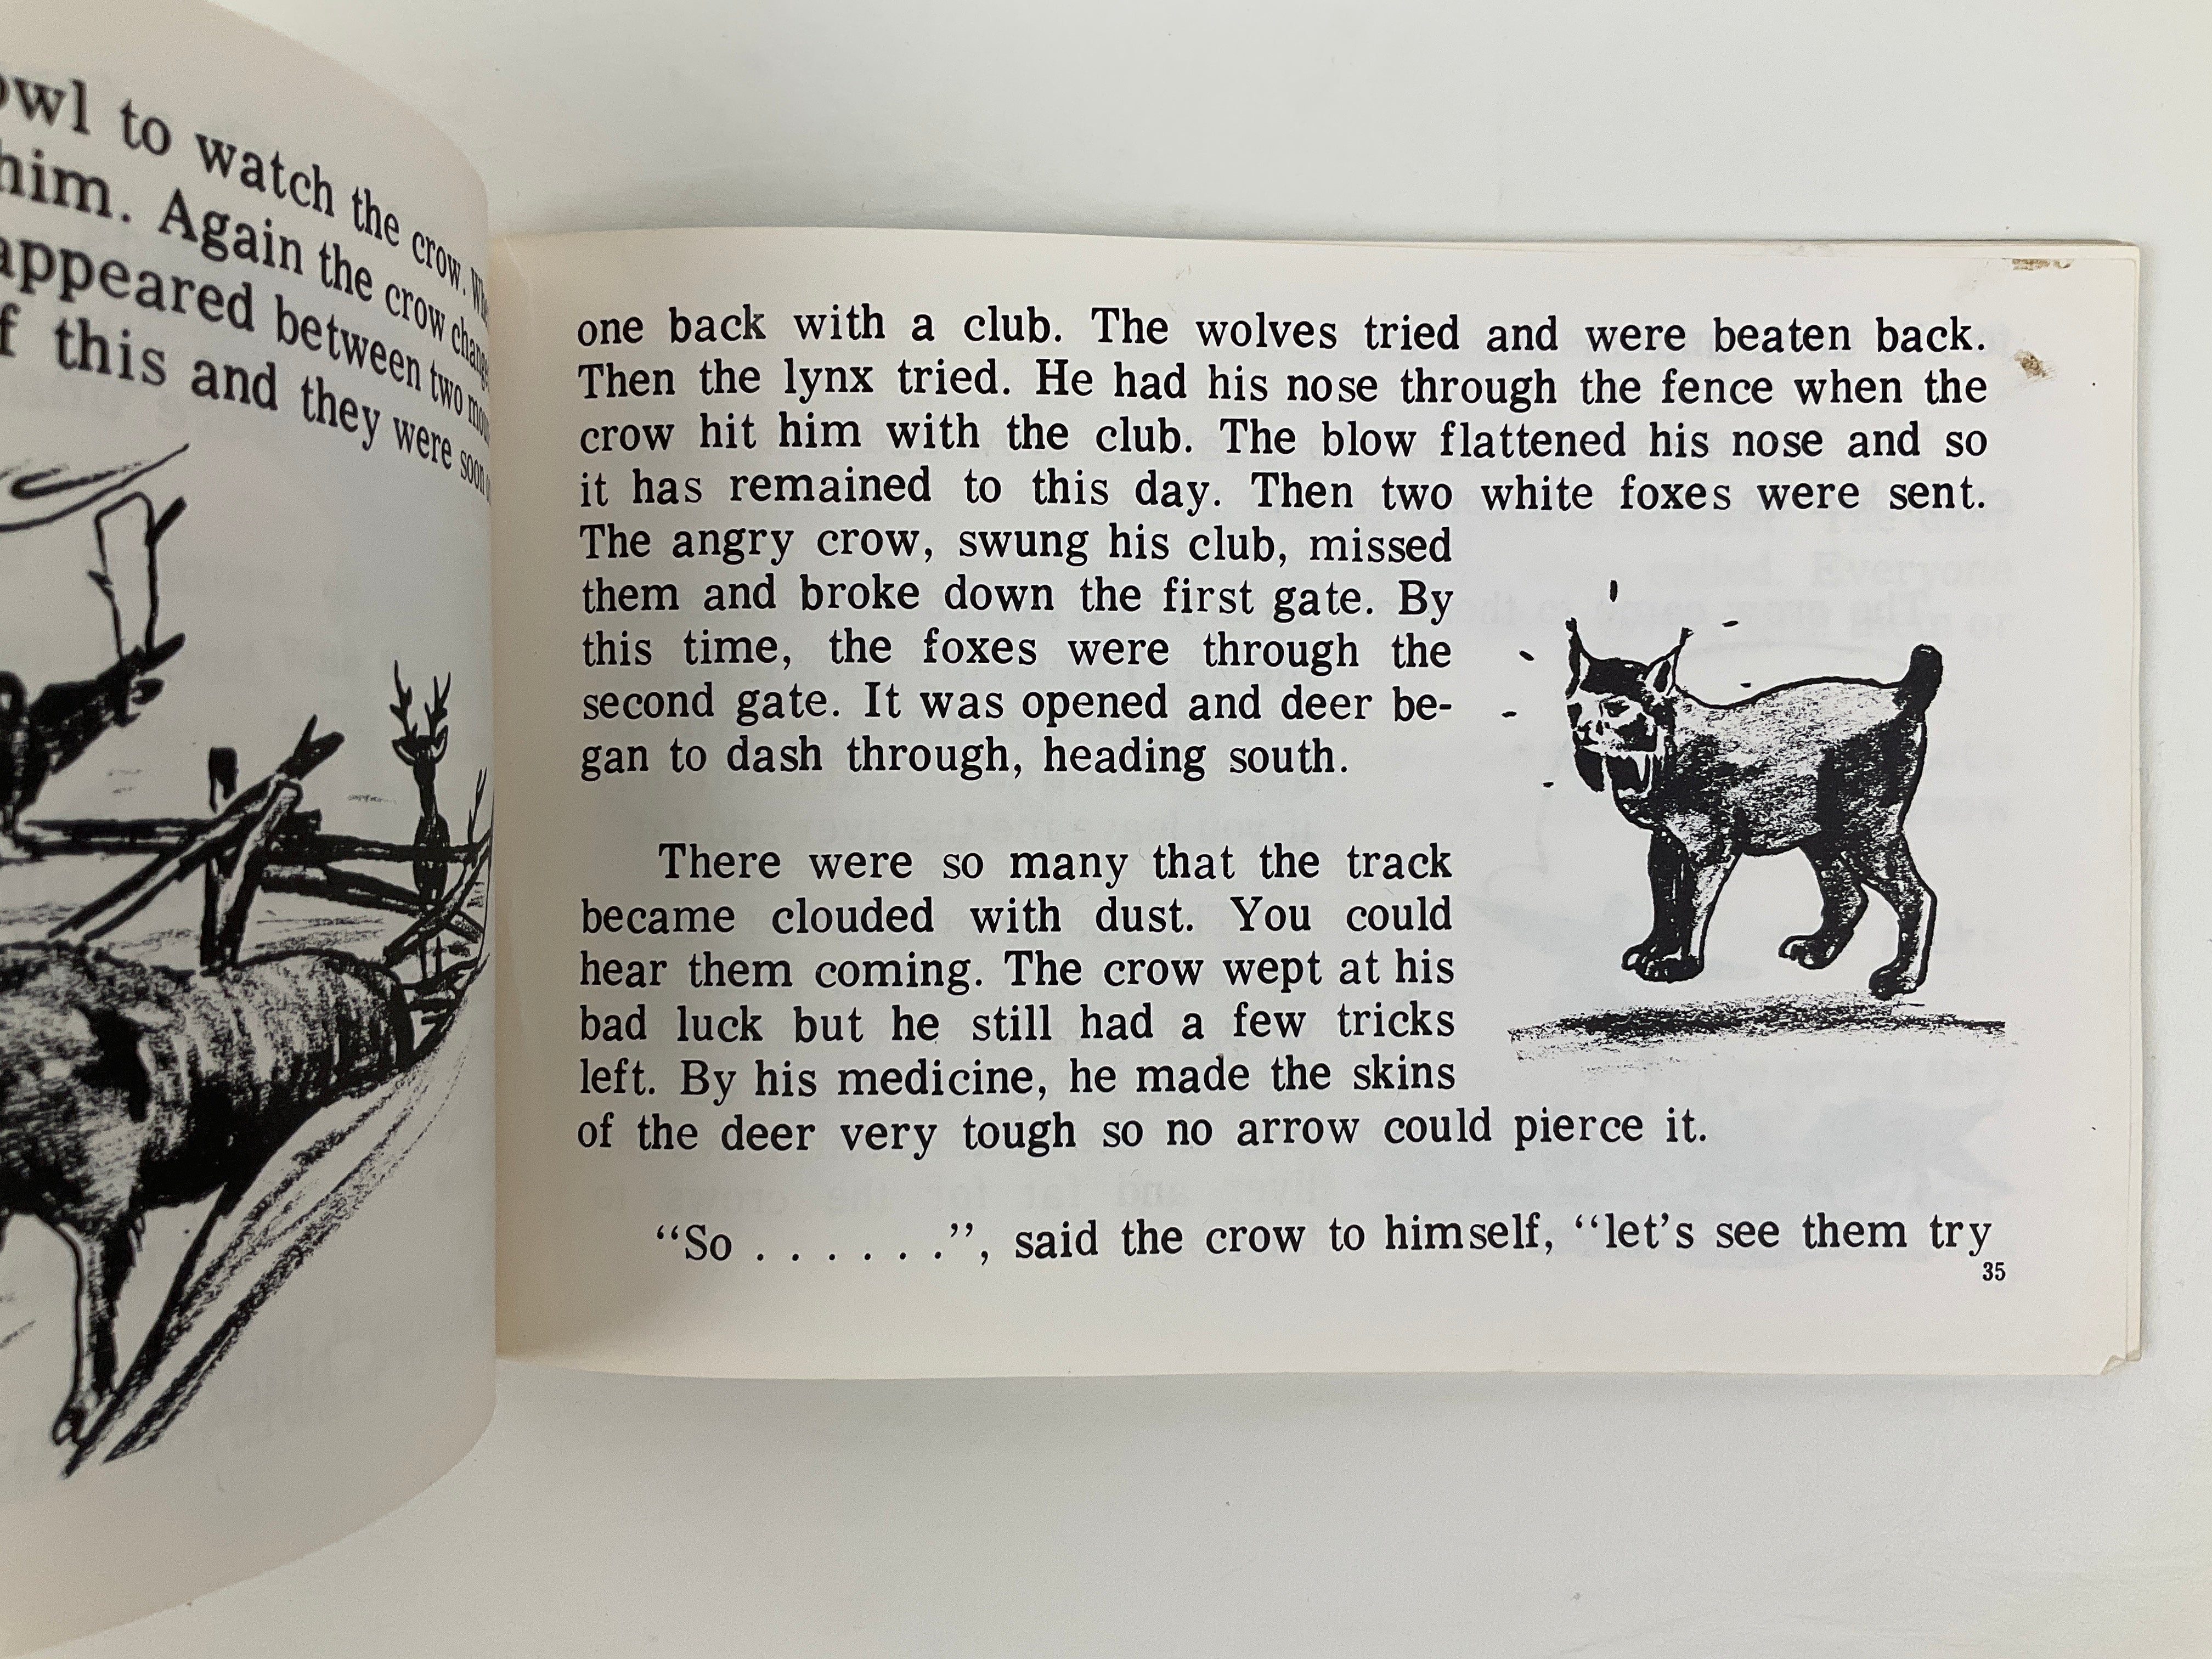 owl to watch the crow.
him. Again the crow
appeared between two
f this and they were soon
one back with a club. The wolves tried and were beaten back.
Then the lynx tried. He had his nose through the fence when the
crow hit him with the club. The blow flattened his nose and so
it has remained to this day. Then two white foxes were sent.
The angry crow, swung his club, missed
them and broke down the first gate. By
this time, the foxes were through the
second gate. It was opened and deer be-
gan to dash through, heading south.
There were so many that the track
became clouded with dust. You could
hear them coming. The crow wept at his
bad luck but he still had a few tricks
left. By his medicine, he made the skins
of the deer very tough so no arrow could pierce it.
“So . . . . . .”, said the crow to himself, “let’s see them try
35